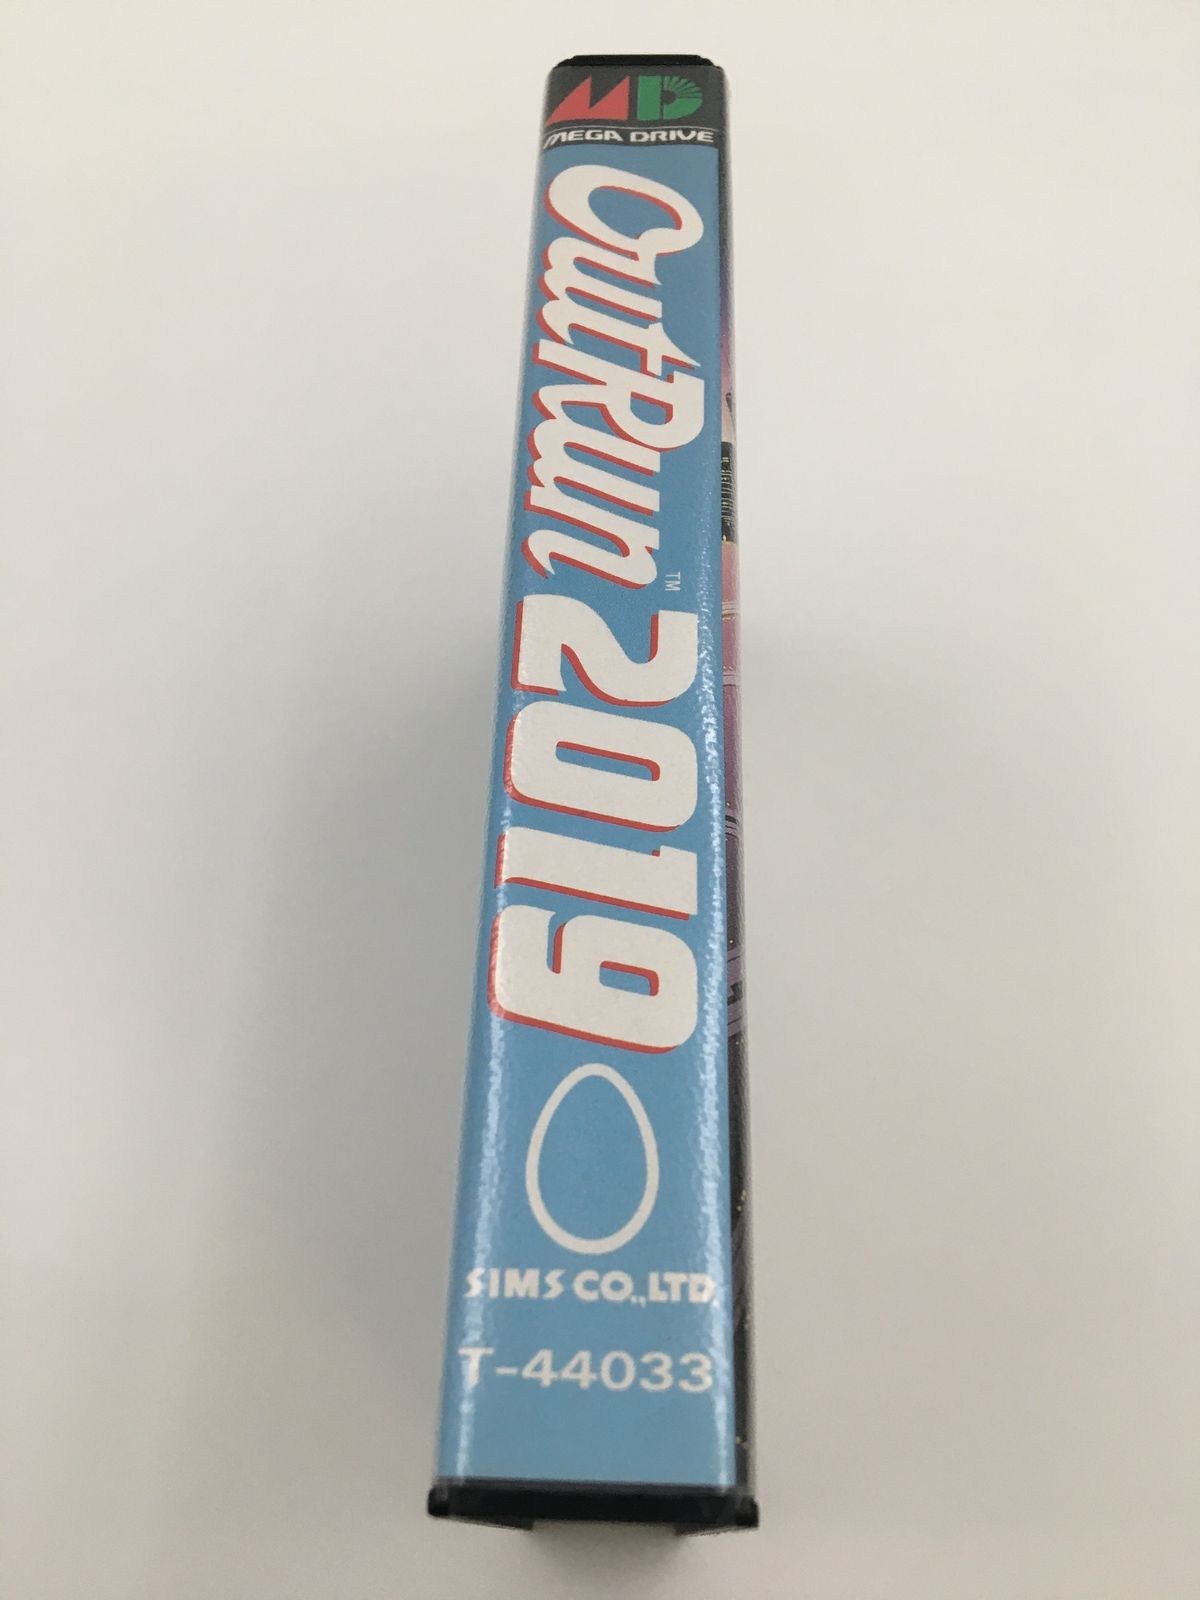 MD
MEGA DRIVE
OutRun™ 2019
SIMS CO.,LTD.
T-44033